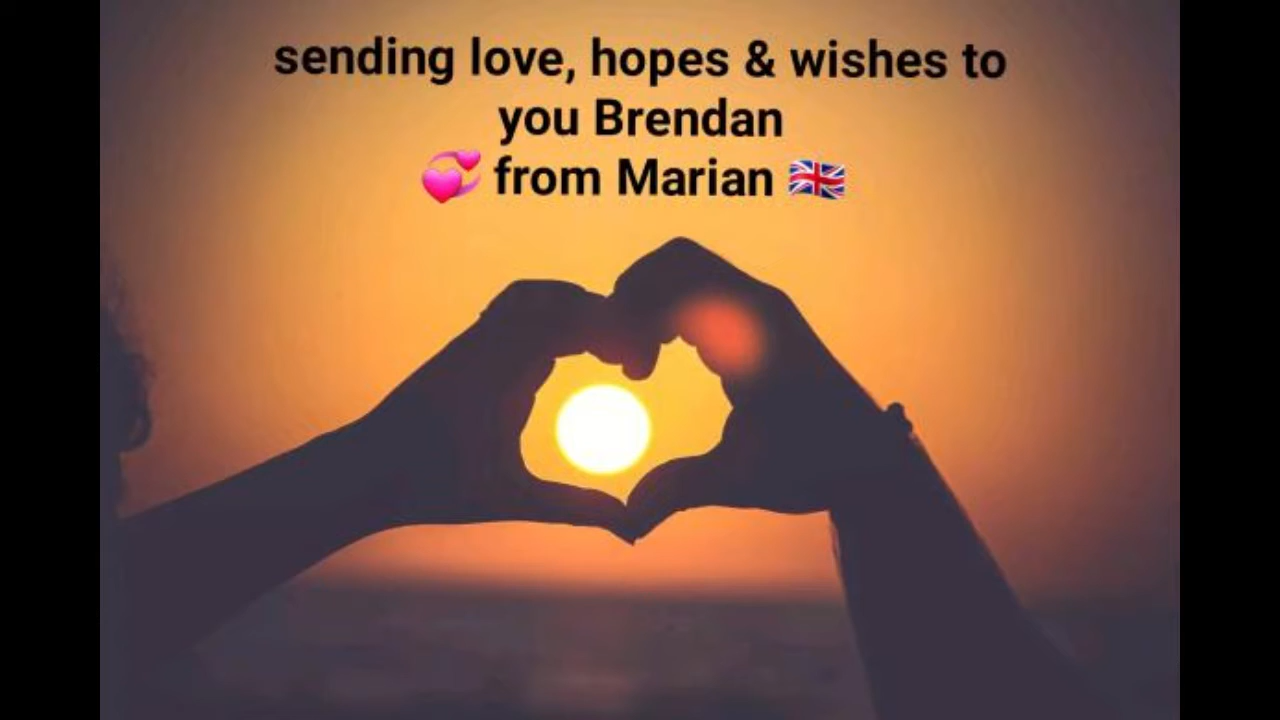 sending love, hopes & wishes to
you Brendan
💞 from Marian 🇬🇧